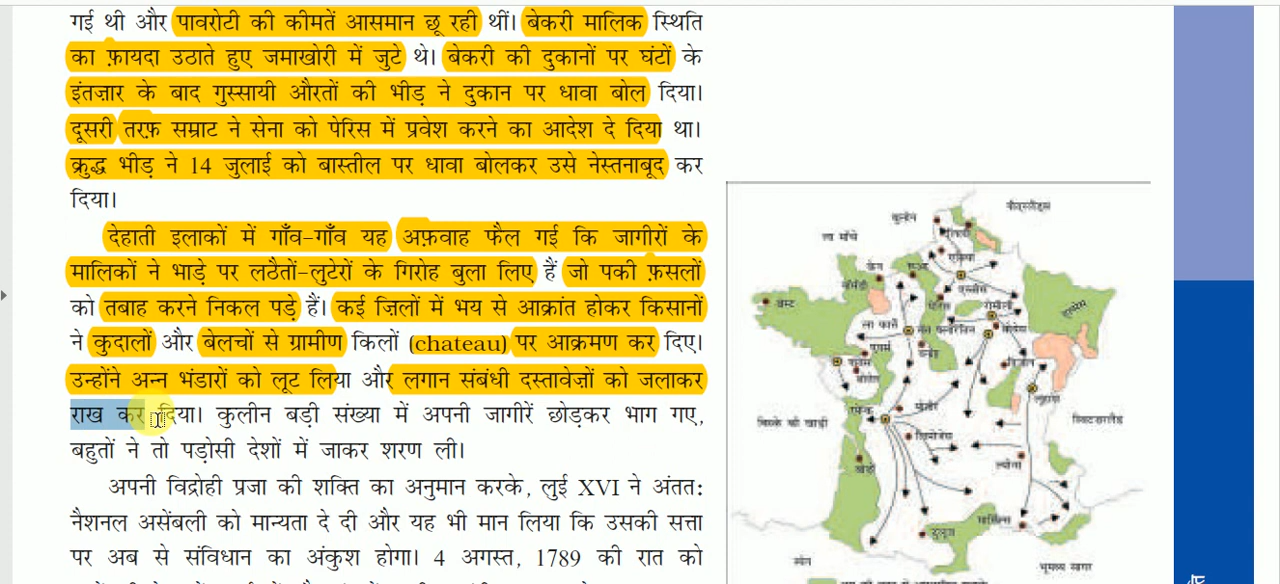 गई थी और पावरोटी की कीमतें आसमान छू रही थीं। बेकरी मालिक स्थिति
का फ़ायदा उठाते हुए जमाखोरी में जुटे थे। बेकरी की दुकानों पर घंटों के
इंतज़ार के बाद गुस्सायी औरतों की भीड़ ने दुकान पर धावा बोल दिया।
दूसरी तरफ़ सम्राट ने सेना को पेरिस में प्रवेश करने का आदेश दे दिया था।
क्रुद्ध भीड़ ने 14 जुलाई को बास्तील पर धावा बोलकर उसे नेस्तनाबूद कर
दिया।
देहाती इलाकों में गाँव-गाँव यह अफ़वाह फैल गई कि जागीरों के
मालिकों ने भाड़े पर लठैतों-लुटेरों के गिरोह बुला लिए हैं जो पकी फ़सलों
को तबाह करने निकल पड़े हैं। कई ज़िलों में भय से आक्रांत होकर किसानों
ने कुदालों और बेलचों से ग्रामीण किलों (chateau) पर आक्रमण कर दिए।
उन्होंने अन्न भंडारों को लूट लिया और लगान संबंधी दस्तावेज़ों को जलाकर
राख कर दिया। कुलीन बड़ी संख्या में अपनी जागीरें छोड़कर भाग गए,
बहुतों ने तो पड़ोसी देशों में जाकर शरण ली।
अपनी विद्रोही प्रजा की शक्ति का अनुमान करके, लुई XVI ने अंततः
नैशनल असेंबली को मान्यता दे दी और यह भी मान लिया कि उसकी सत्ता
पर अब से संविधान का अंकुश होगा। 4 अगस्त, 1789 की रात को
ला मांचे
ब्रेस्ट
बिस्के की खाड़ी
स्विट्ज़रलैंड
स्पेन
भूमध्य सागर